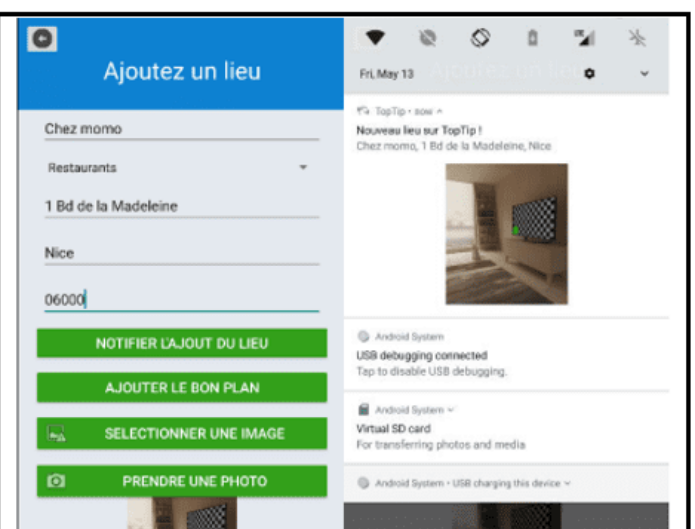 Ajoutez un lieu
Chez momo
Restaurants
1 Bd de la Madeleine
Nice
06000
NOTIFIER L'AJOUT DU LIEU
AJOUTER LE BON PLAN
SELECTIONNER UNE IMAGE
PRENDRE UNE PHOTO
Fri, May 13
Ajoutez un lieu
TopTip • now
Nouveau lieu sur TopTip !
Chez momo, 1 Bd de la Madeleine, Nice
Android System
USB debugging connected
Tap to disable USB debugging.
Android System
Virtual SD card
For transferring photos and media
Android System • USB charging this device